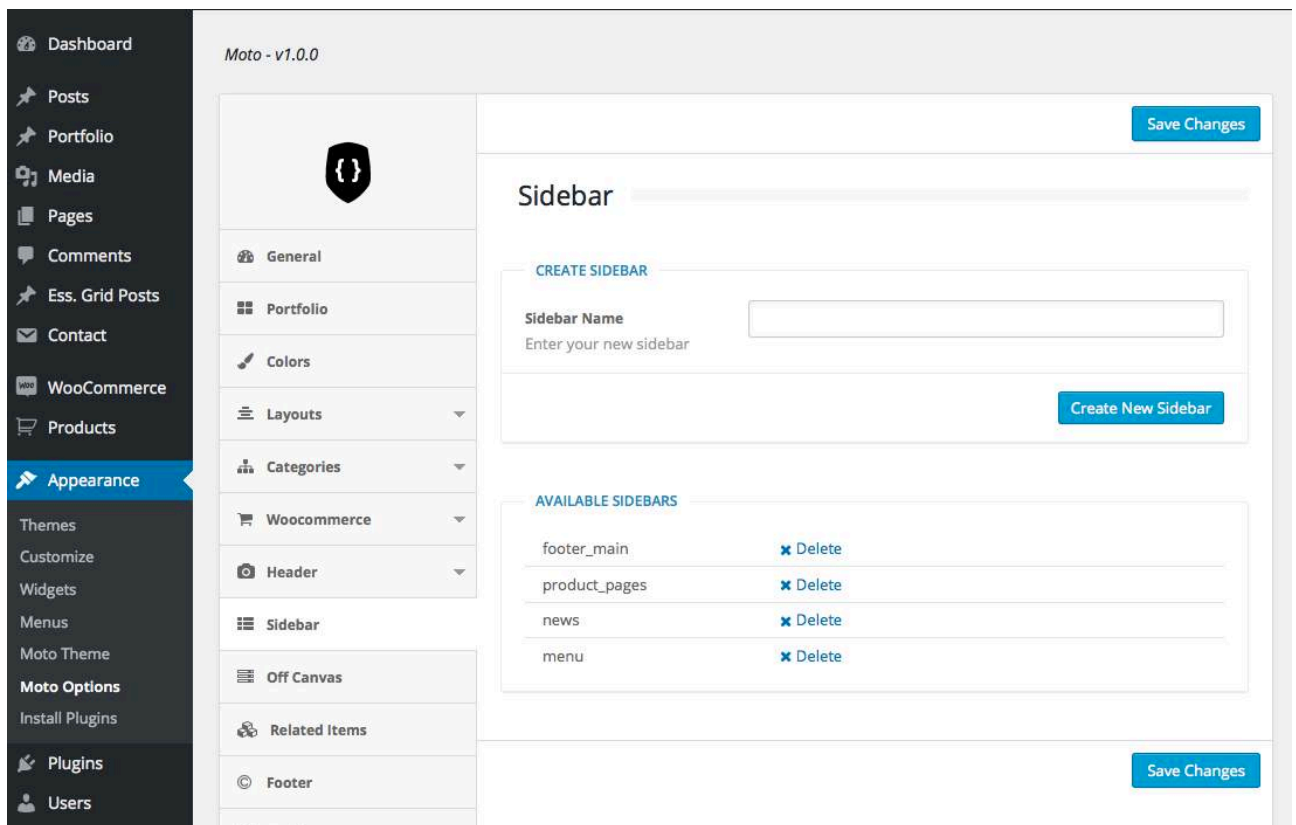 Dashboard
Posts
Portfolio
Media
Pages
Comments
Ess. Grid Posts
Contact
WooCommerce
Products
Appearance
Themes
Customize
Widgets
Menus
Moto Theme
Moto Options
Install Plugins
Plugins
Users
Moto - v1.0.0
{ }
General
Portfolio
Colors
Layouts
Categories
Woocommerce
Header
Sidebar
Off Canvas
Related Items
Footer
Save Changes
Sidebar
CREATE SIDEBAR
Sidebar Name
Enter your new sidebar
Create New Sidebar
AVAILABLE SIDEBARS
footer_main Delete
product_pages Delete
news Delete
menu Delete
Save Changes